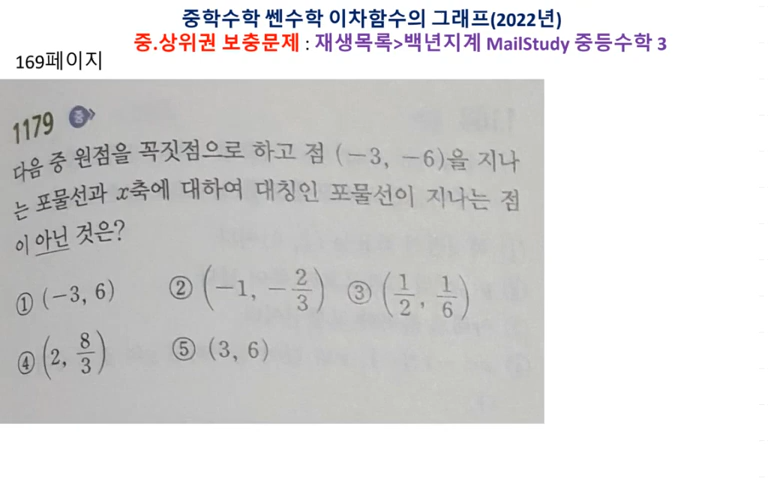 중학수학 쎈수학 이차함수의 그래프(2022년)
중.상위권 보충문제 : 재생목록>백년지계 MailStudy 중등수학 3
169페이지
1179 중
다음 중 원점을 꼭짓점으로 하고 점 (-3, -6)을 지나
는 포물선과 x축에 대하여 대칭인 포물선이 지나는 점
이 아닌 것은?
① (-3, 6) ② (-1, -2/3) ③ (1/2, 1/6)
④ (2, 8/3) ⑤ (3, 6)